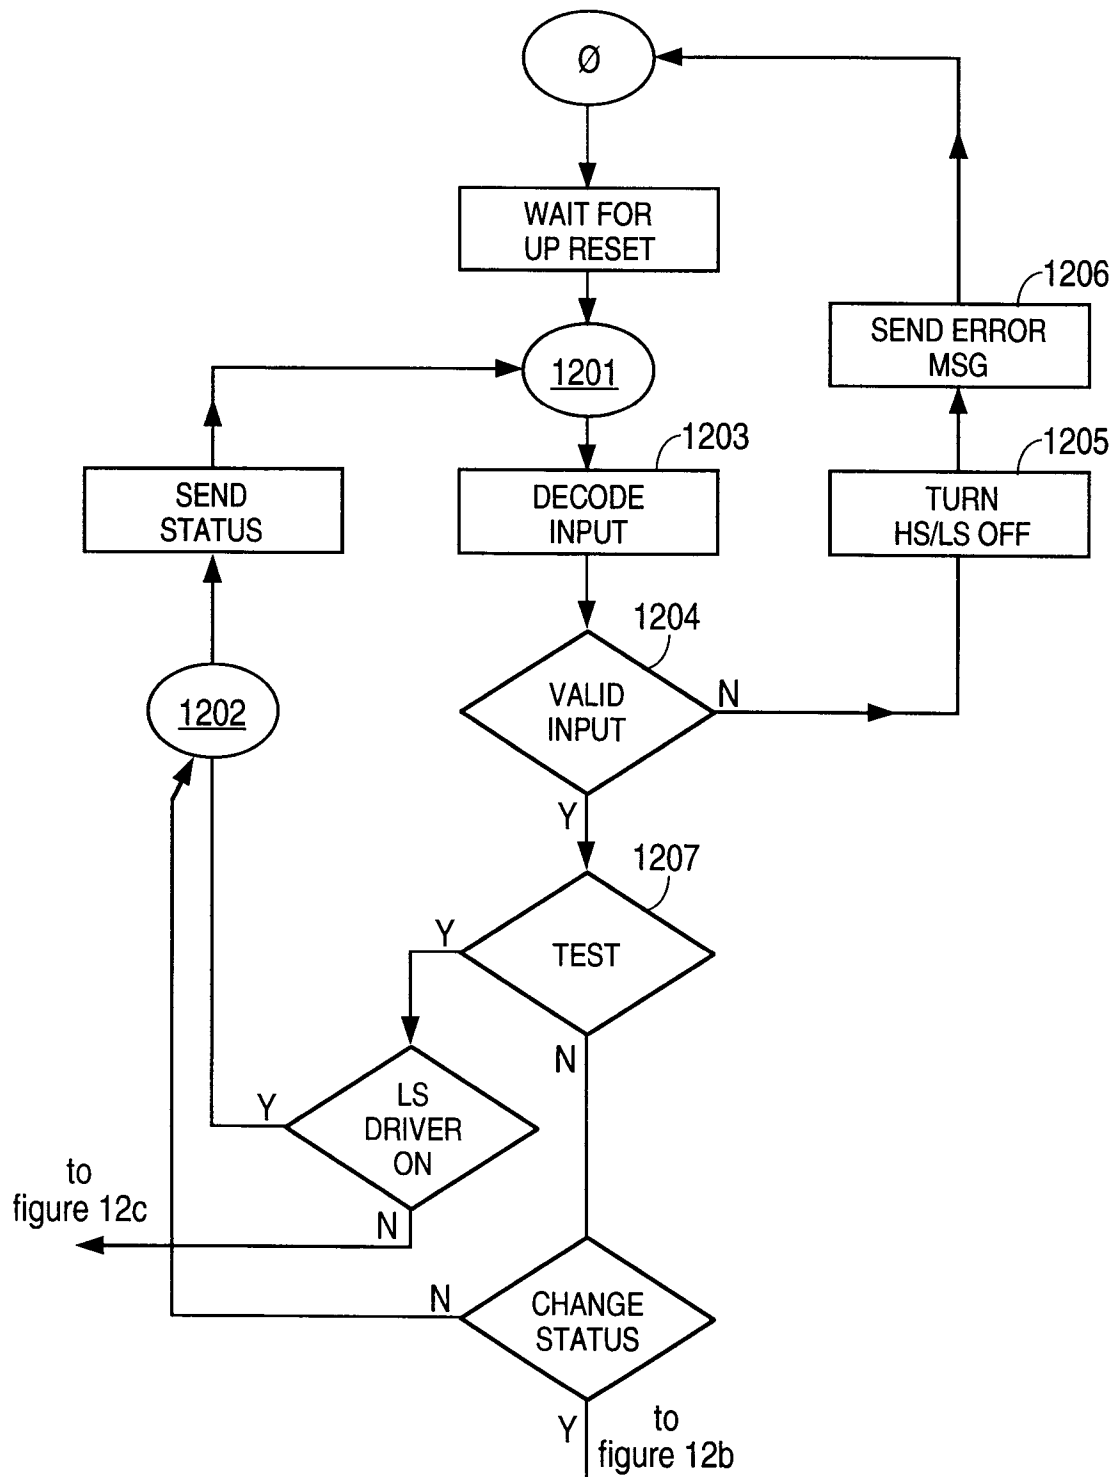 Ø
WAIT FOR
UP RESET
1206
SEND ERROR
MSG
1201
1203
1205
SEND
STATUS
DECODE
INPUT
TURN
HS/LS OFF
1204
VALID
INPUT
N
1202
Y
1207
TEST
Y
N
LS
DRIVER
ON
Y
N
to
figure 12c
CHANGE
STATUS
N
Y
to
figure 12b